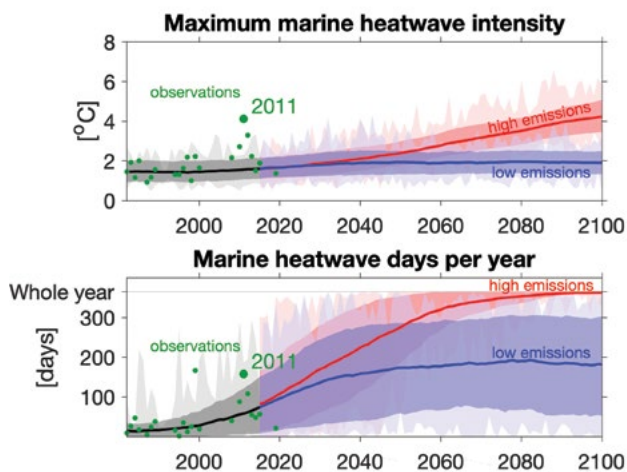 Maximum marine heatwave intensity
8
6
4
2
0
[°C]
observations
2011
high emissions
low emissions
2000 2020 2040 2060 2080 2100
Marine heatwave days per year
Whole year
300
200
100
[days]
observations
2011
high emissions
low emissions
2000 2020 2040 2060 2080 2100